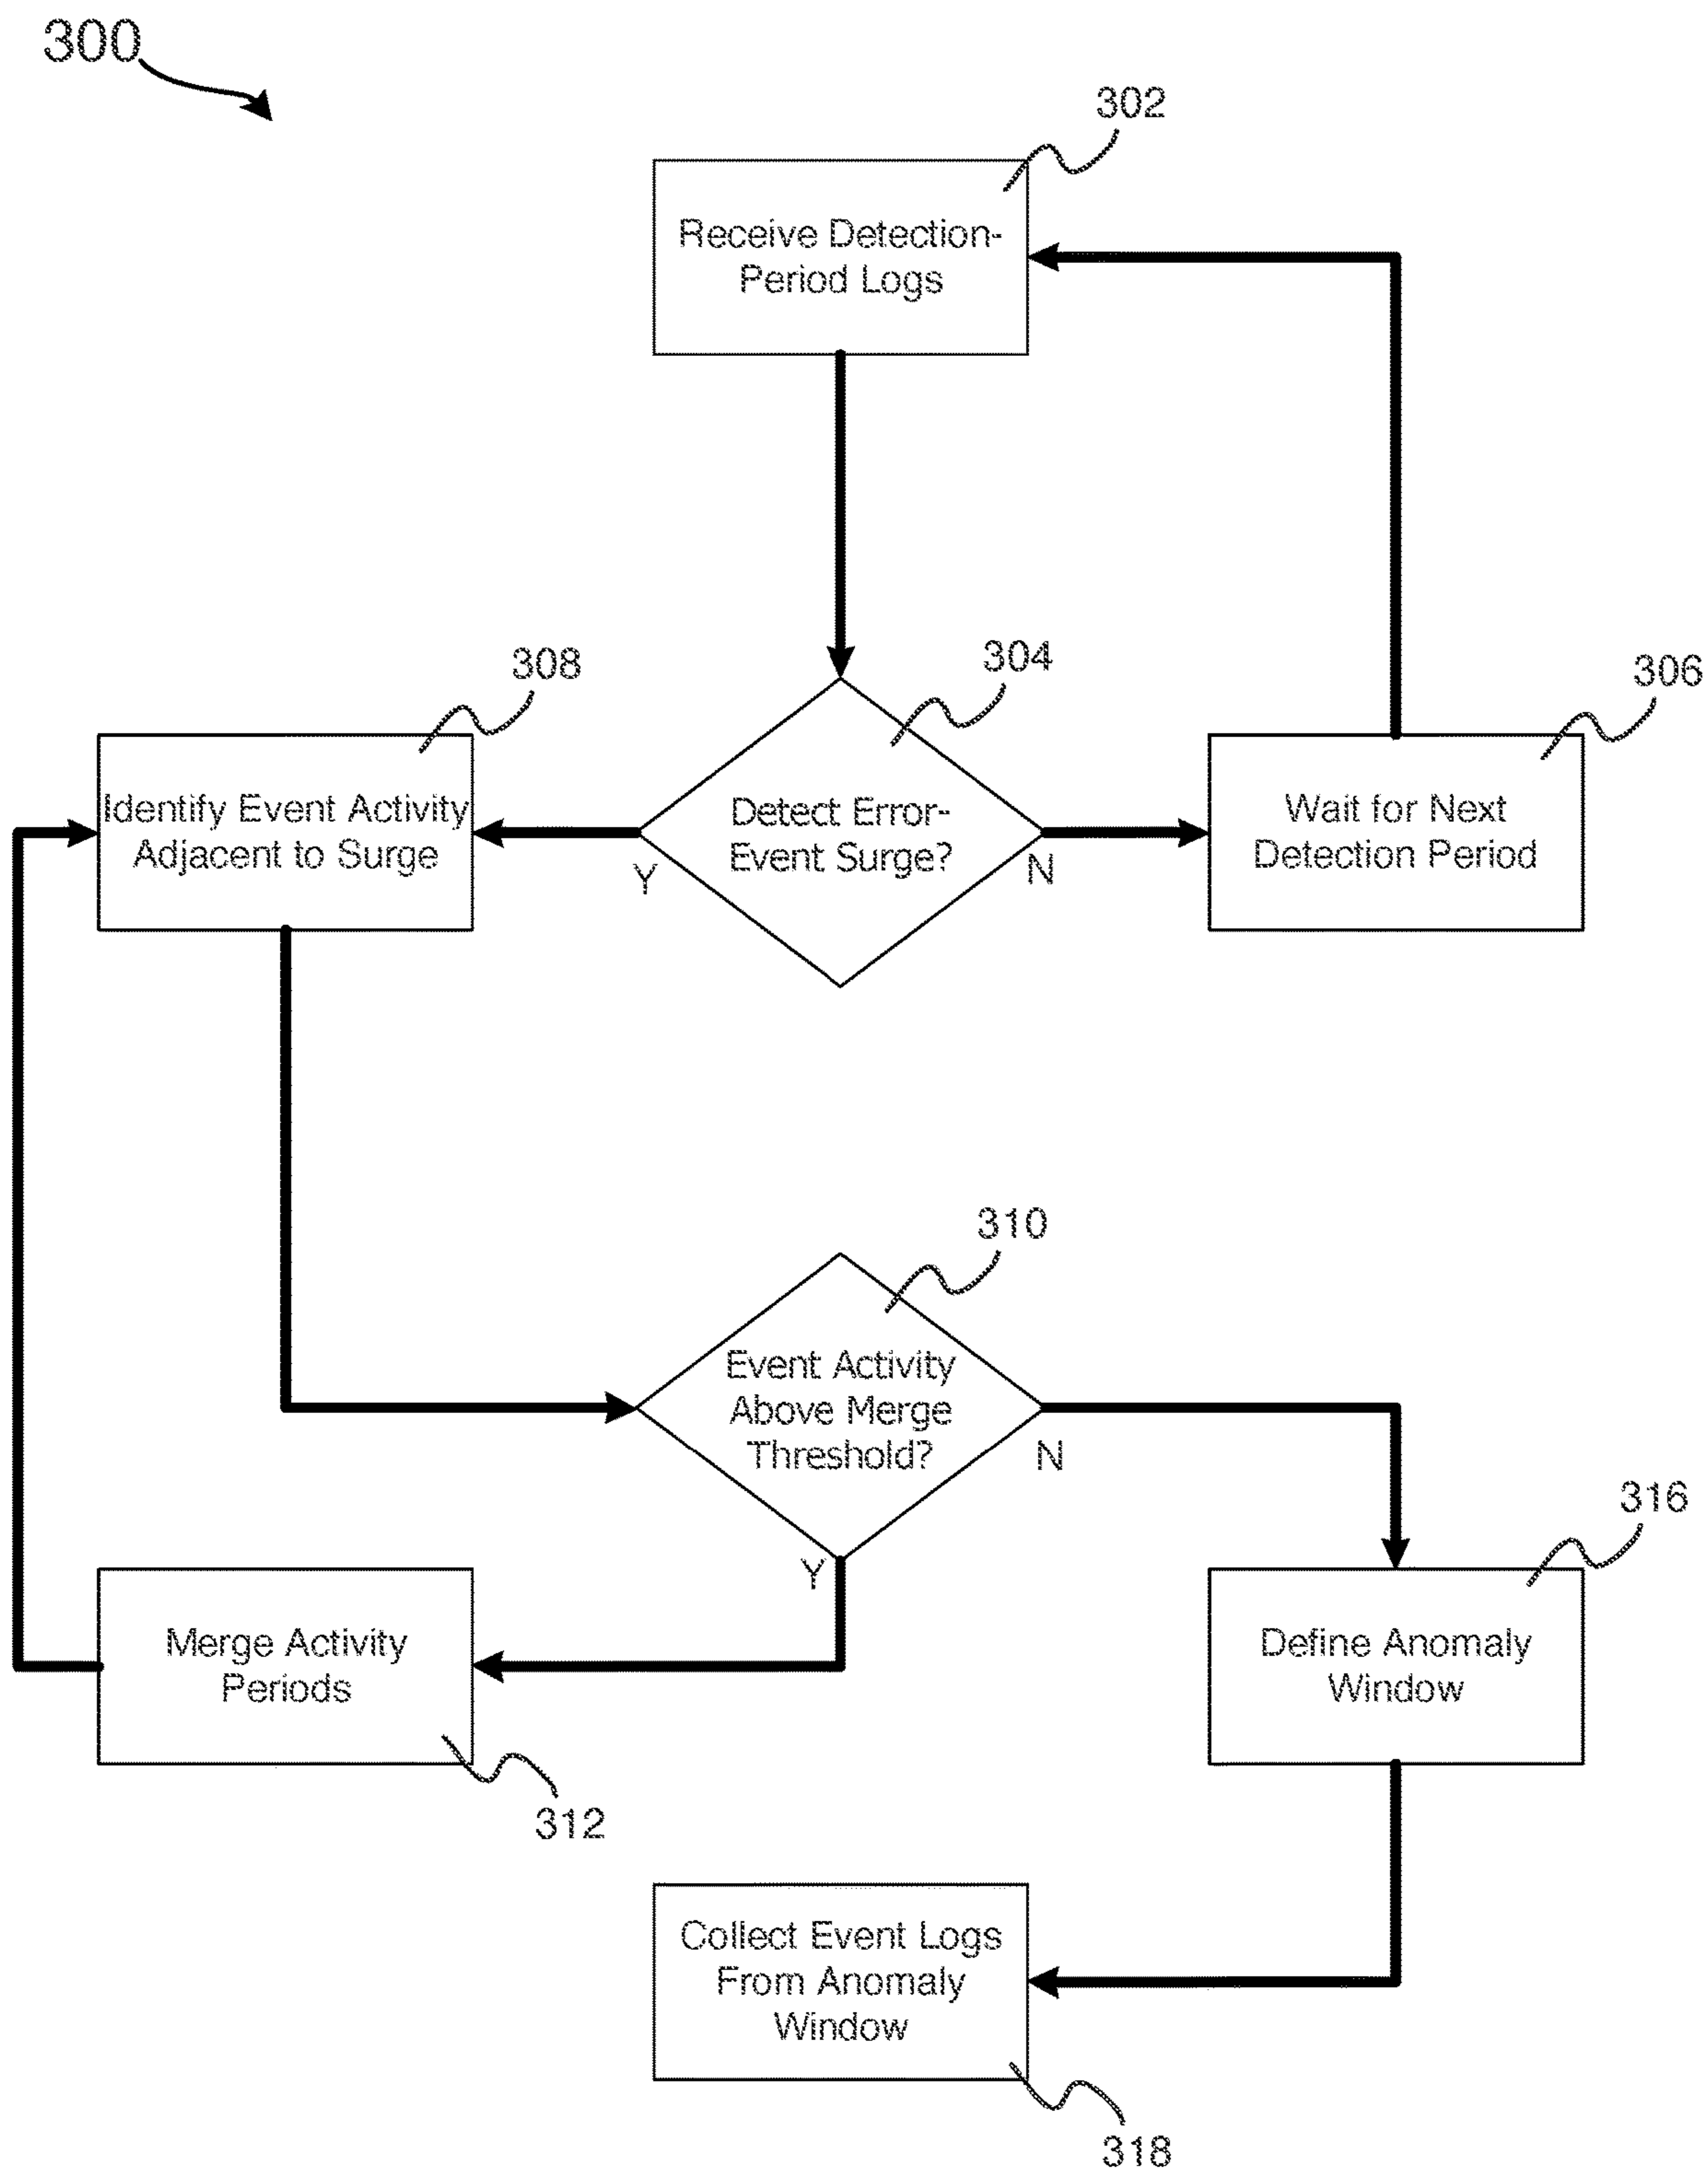 300
302
Receive Detection-
Period Logs
304
308
306
Identify Event Activity
Adjacent to Surge
Detect Error-
Event Surge?
Wait for Next
Detection Period
Y
N
310
Event Activity
Above Merge
Threshold?
N
316
Y
Merge Activity
Periods
Define Anomaly
Window
312
Collect Event Logs
From Anomaly
Window
318